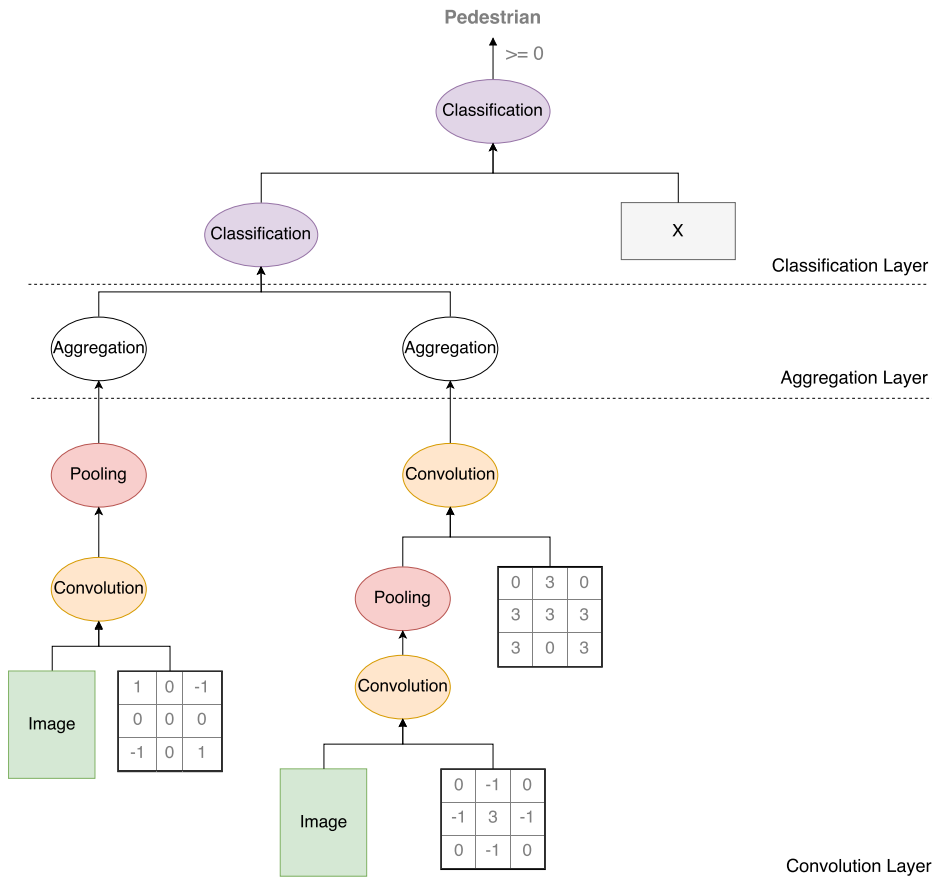 Pedestrian
>= 0
Classification
Classification
X
Classification Layer
Aggregation
Aggregation
Aggregation Layer
Pooling
Convolution
Convolution
Pooling
0 3 0
3 3 3
3 0 3
Image
1 0 -1
0 0 0
-1 0 1
Convolution
Image
0 -1 0
-1 3 -1
0 -1 0
Convolution Layer